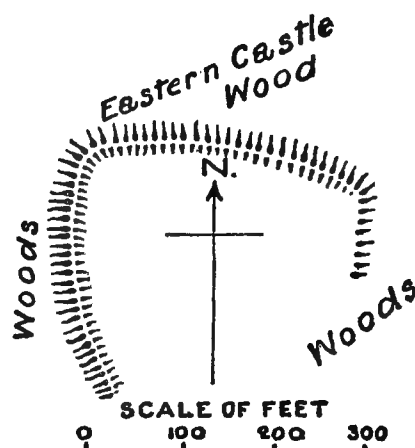 Eastern Castle
Wood
N.
Woods
Woods
SCALE OF FEET
0 100 200 300